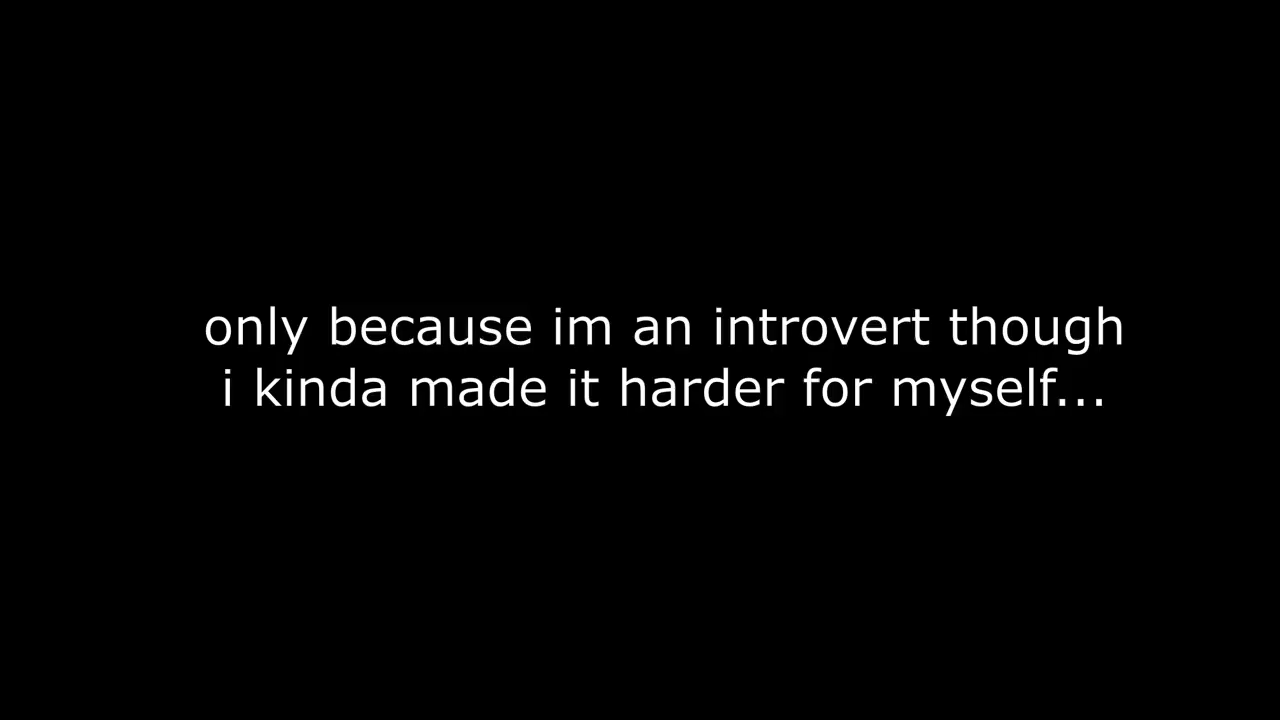 only because im an introvert though
i kinda made it harder for myself...